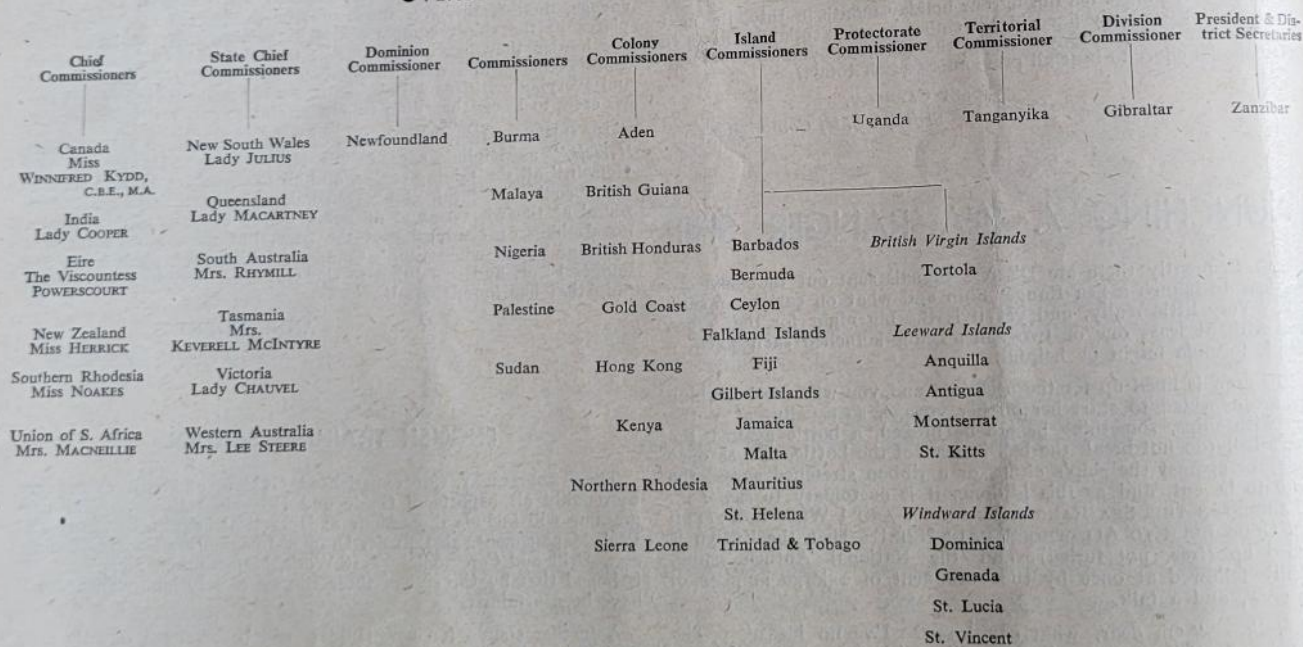 Chief
Commissioners
Canada
Miss
WINNIFRED KYDD,
C.B.E., M.A.
India
Lady COOPER
Eire
The Viscountess
POWERSCOURT
New Zealand
Miss HERRICK
Southern Rhodesia
Miss NOAKES
Union of S. Africa
Mrs. MACNEILLIE
State Chief
Commissioners
New South Wales
Lady JULIUS
Queensland
Lady MACARTNEY
South Australia
Mrs. RHYMILL
Tasmania
Mrs.
KEVERELL MCINTYRE
Victoria
Lady CHAUVEL
Western Australia
Mrs. LEE STEERE
Dominion
Commissioner
Newfoundland
Commissioners
Burma
Malaya
Nigeria
Palestine
Sudan
Colony
Commissioners
Aden
British Guiana
British Honduras
Gold Coast
Hong Kong
Kenya
Northern Rhodesia
Sierra Leone
Island
Commissioners
Barbados
Bermuda
Ceylon
Falkland Islands
Fiji
Gilbert Islands
Jamaica
Malta
Mauritius
St. Helena
Trinidad & Tobago
British Virgin Islands
Tortola
Leeward Islands
Anquilla
Antigua
Montserrat
St. Kitts
Windward Islands
Dominica
Grenada
St. Lucia
St. Vincent
Protectorate
Commissioner
Uganda
Territorial
Commissioner
Tanganyika
Division
Commissioner
Gibraltar
President & Dis-
trict Secretaries
Zanzibar